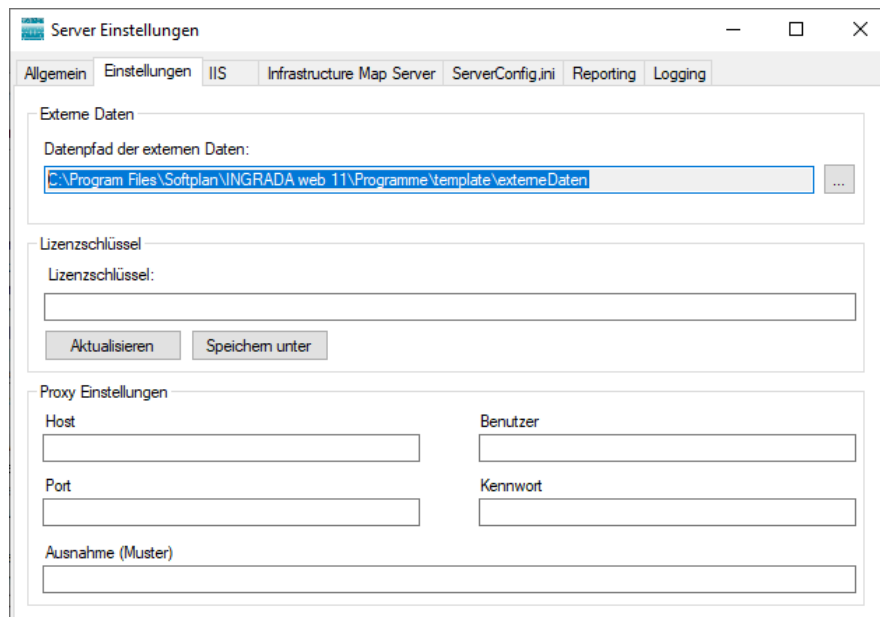 Server Einstellungen
Allgemein Einstellungen IIS Infrastructure Map Server ServerConfig.ini Reporting Logging
Externe Daten
Datenpfad der externen Daten:
C:\Program Files\Softplan\INGRADA web 11\Programme\template\externeDaten ...
Lizenzschlüssel
Lizenzschlüssel:
Aktualisieren Speichern unter
Proxy Einstellungen
Host Benutzer
Port Kennwort
Ausnahme (Muster)